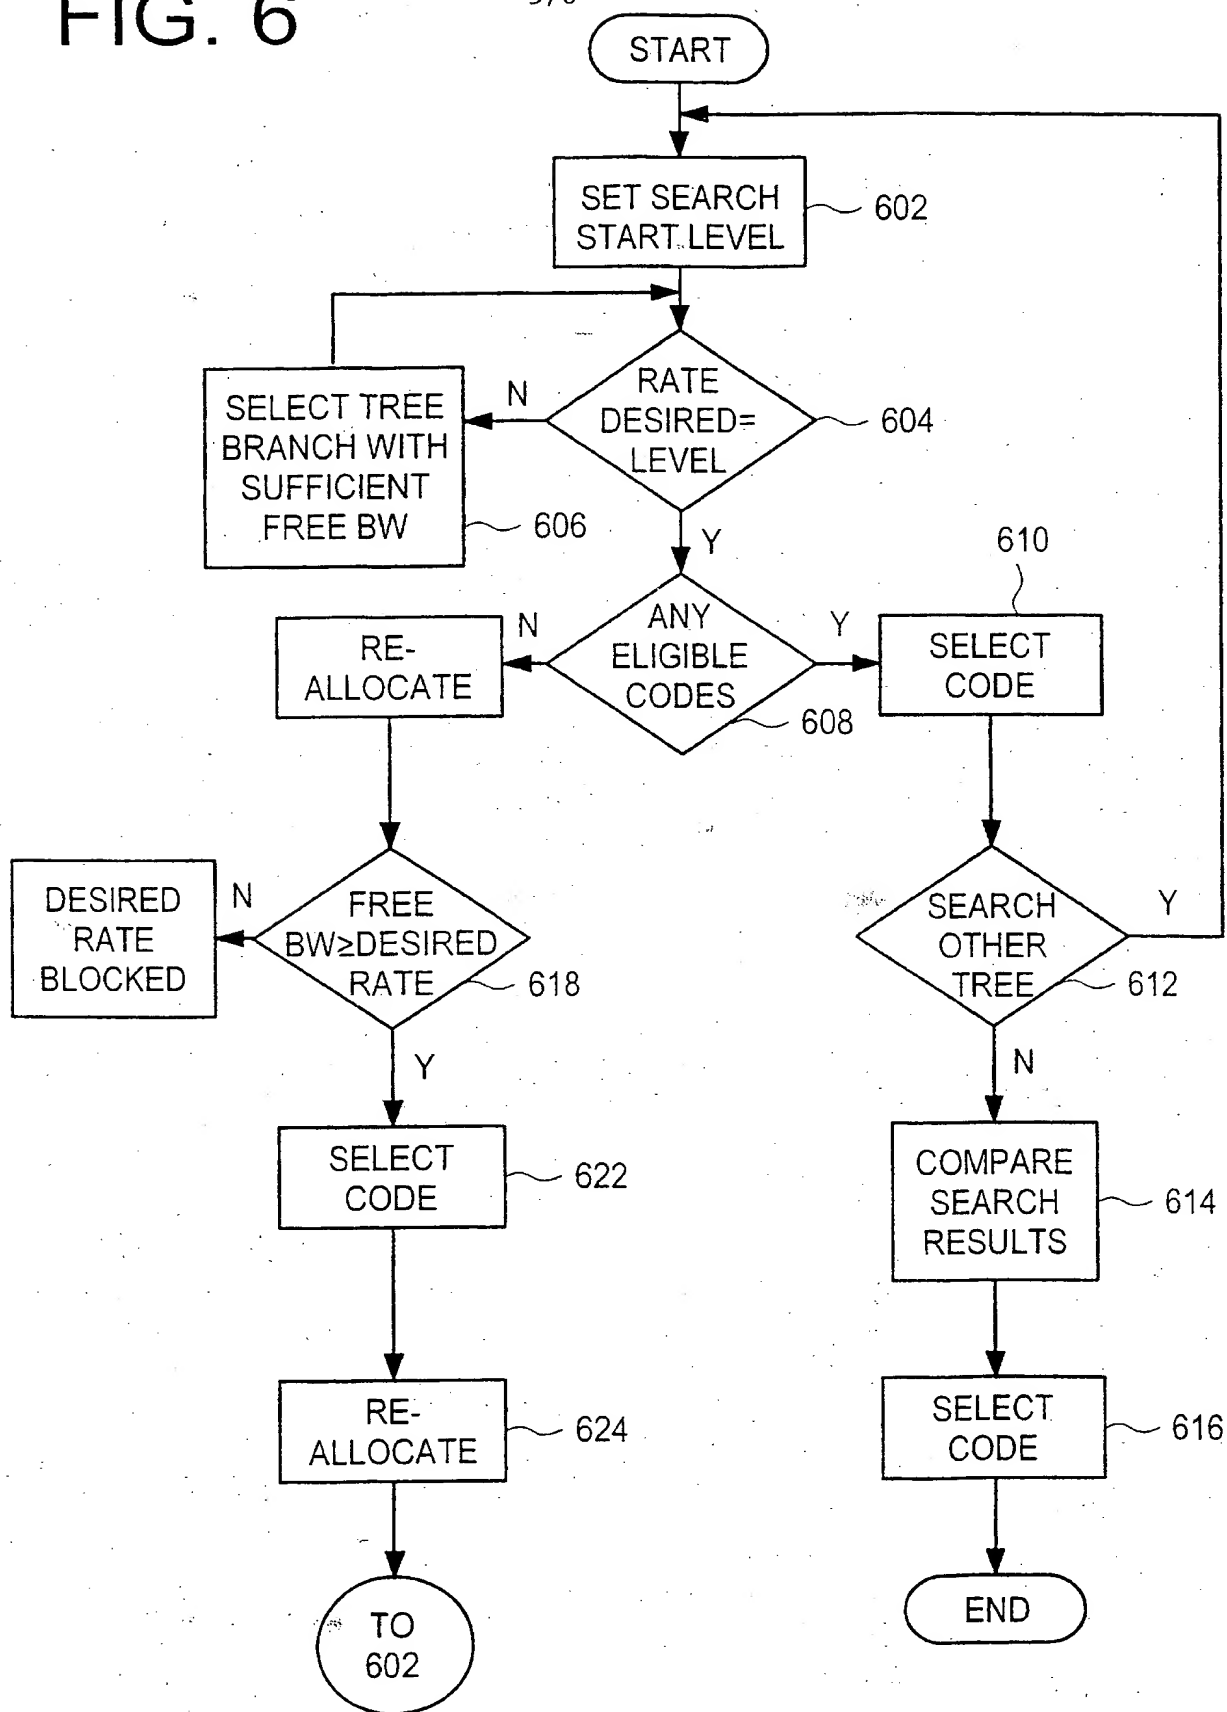 FIG. 6
START
SET SEARCH
START LEVEL
602
RATE
DESIRED=
LEVEL
604
N
SELECT TREE
BRANCH WITH
SUFFICIENT
FREE BW
606
Y
ANY
ELIGIBLE
CODES
608
N
RE-
ALLOCATE
Y
610
SELECT
CODE
FREE
BW≥DESIRED
RATE
618
N
DESIRED
RATE
BLOCKED
SEARCH
OTHER
TREE
612
Y
Y
SELECT
CODE
622
N
COMPARE
SEARCH
RESULTS
614
RE-
ALLOCATE
624
SELECT
CODE
616
TO
602
END